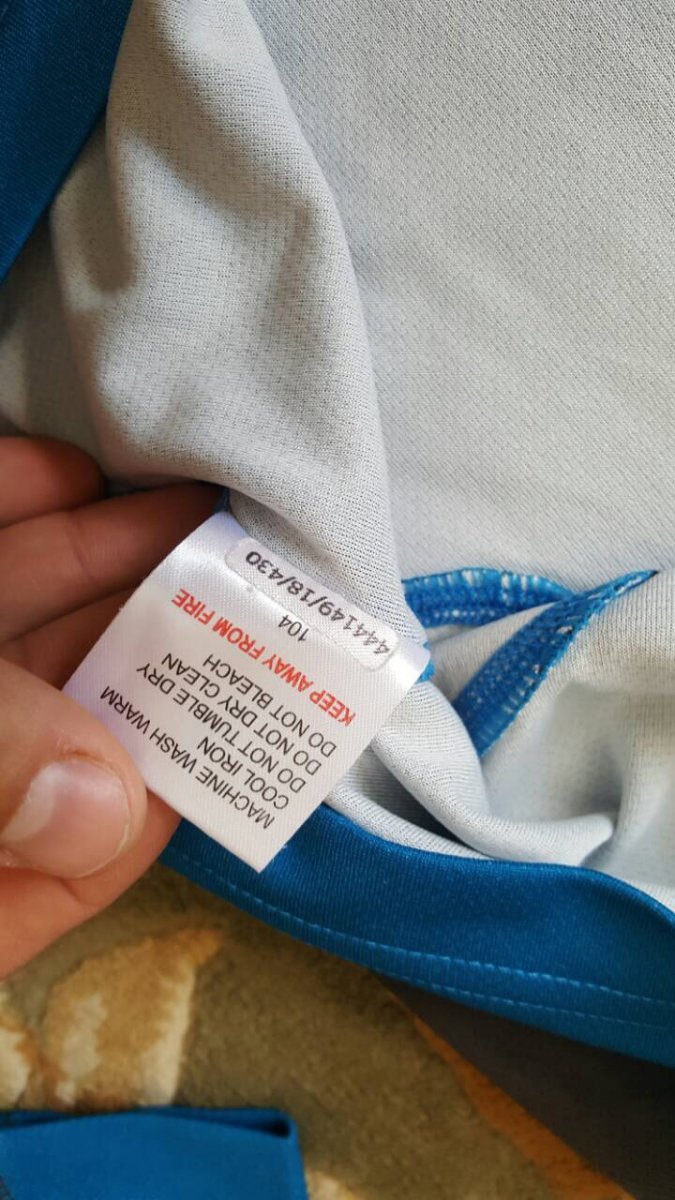 MACHINE WASH WARM
COOL IRON
DO NOT TUMBLE DRY
DO NOT DRY CLEAN
DO NOT BLEACH
KEEP AWAY FROM FIRE
104
444149/18/430